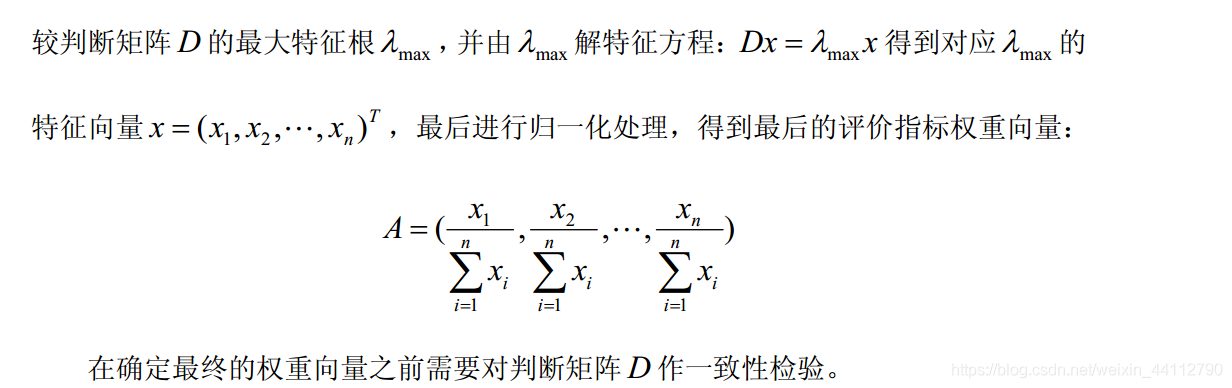 较判断矩阵 D 的最大特征根 λ_max ，并由 λ_max 解特征方程：Dx = λ_max x 得到对应 λ_max 的
特征向量 x = (x_1, x_2, ⋯, x_n)^T ，最后进行归一化处理，得到最后的评价指标权重向量：
A = ( x_1 / ∑_{i=1}^{n} x_i , x_2 / ∑_{i=1}^{n} x_i , ⋯, x_n / ∑_{i=1}^{n} x_i )
在确定最终的权重向量之前需要对判断矩阵 D 作一致性检验。
https://blog.csdn.net/weixin_44112790